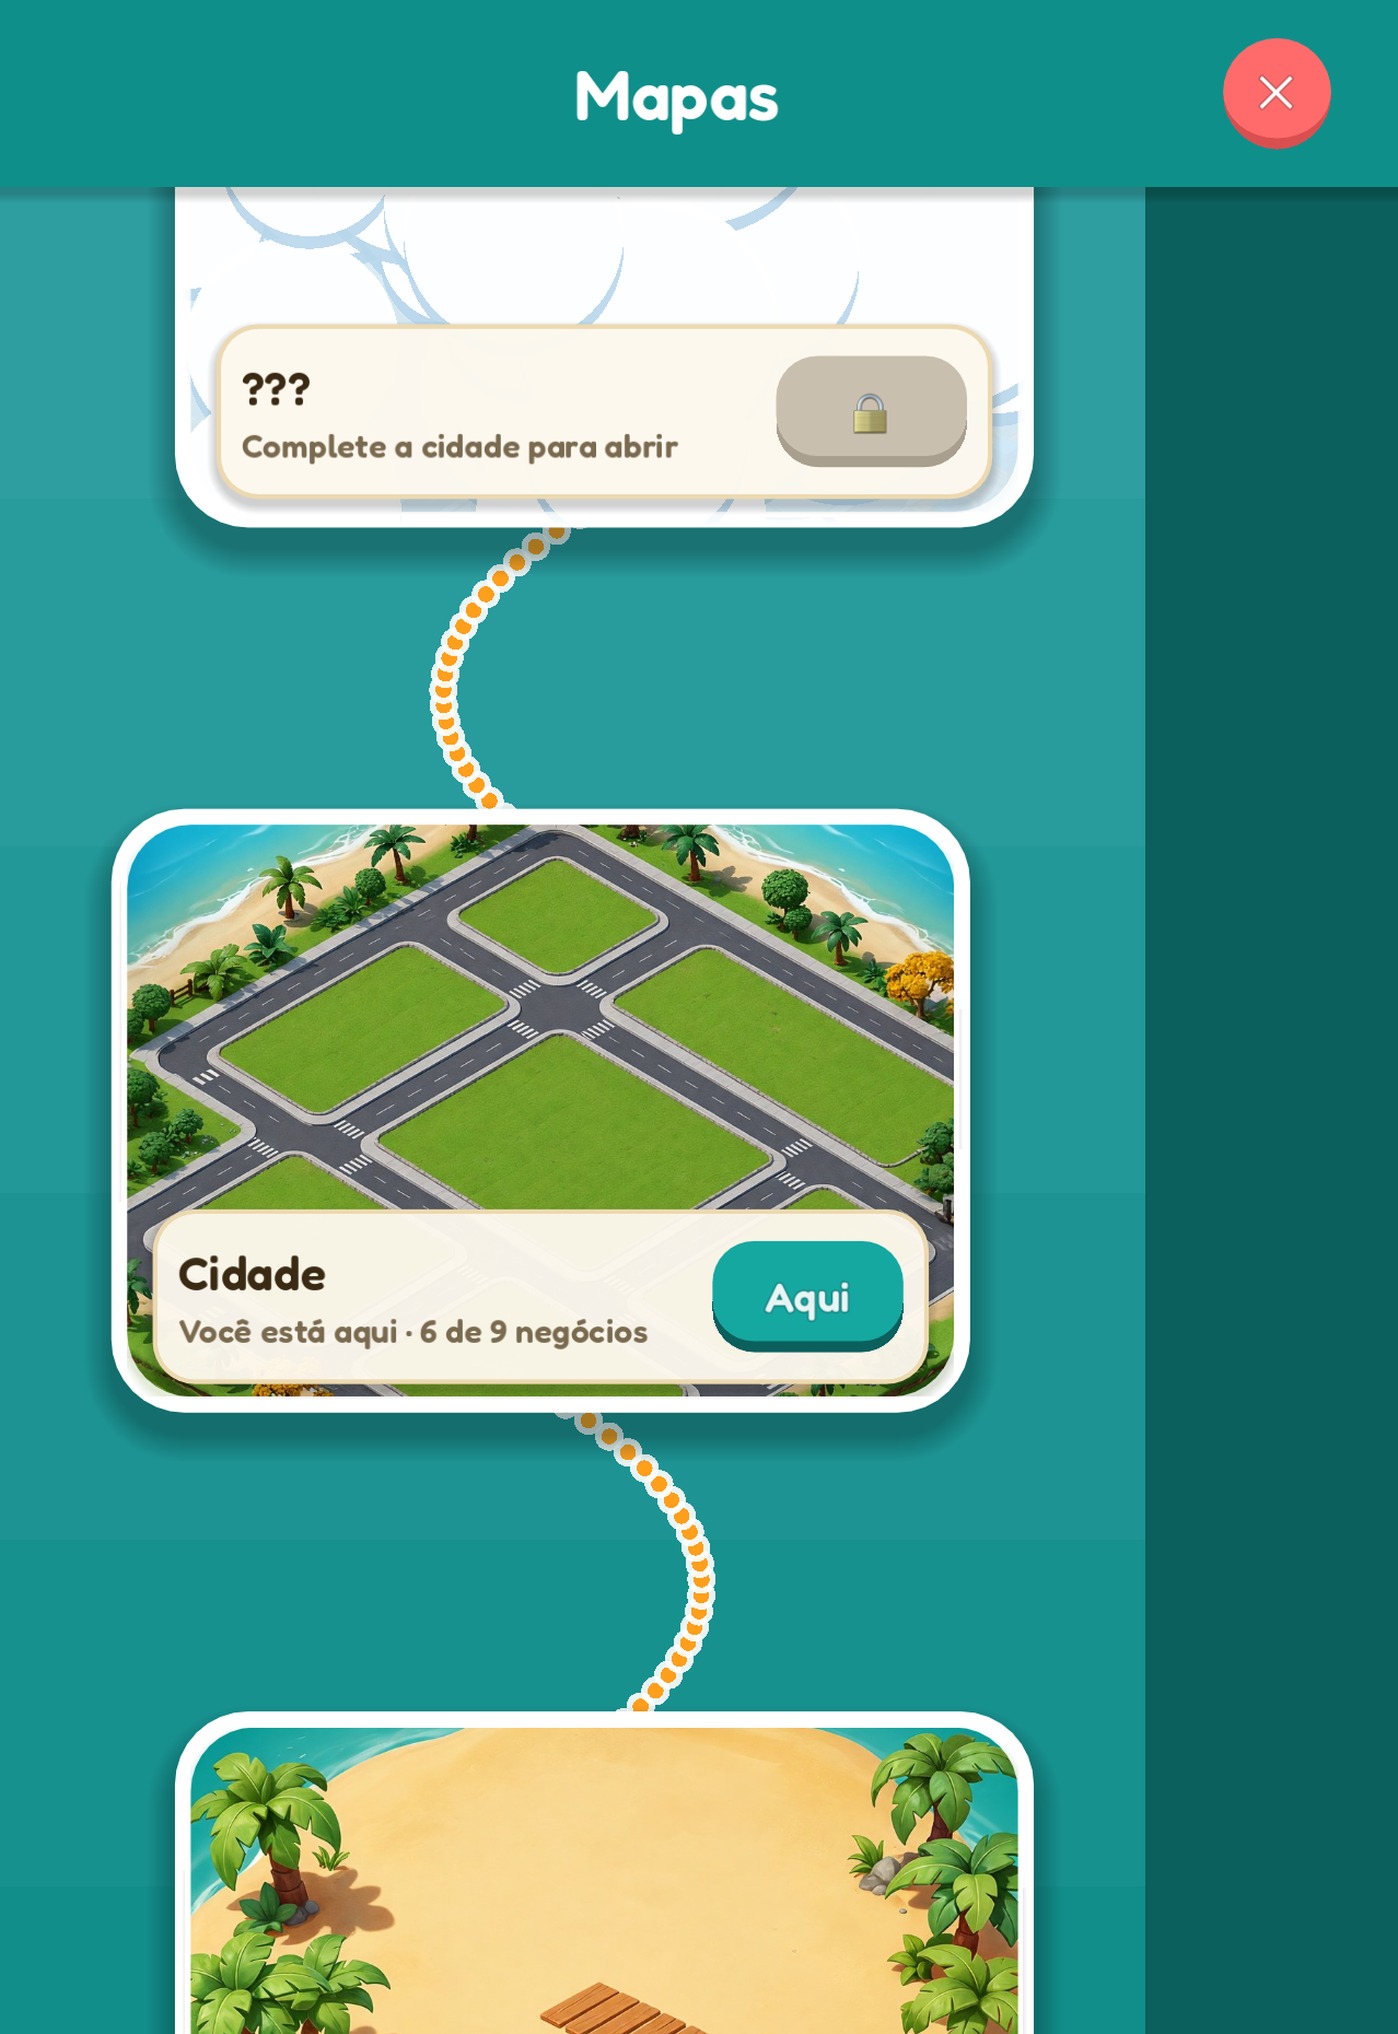 Mapas
???
Complete a cidade para abrir
Cidade
Você está aqui · 6 de 9 negócios
Aqui